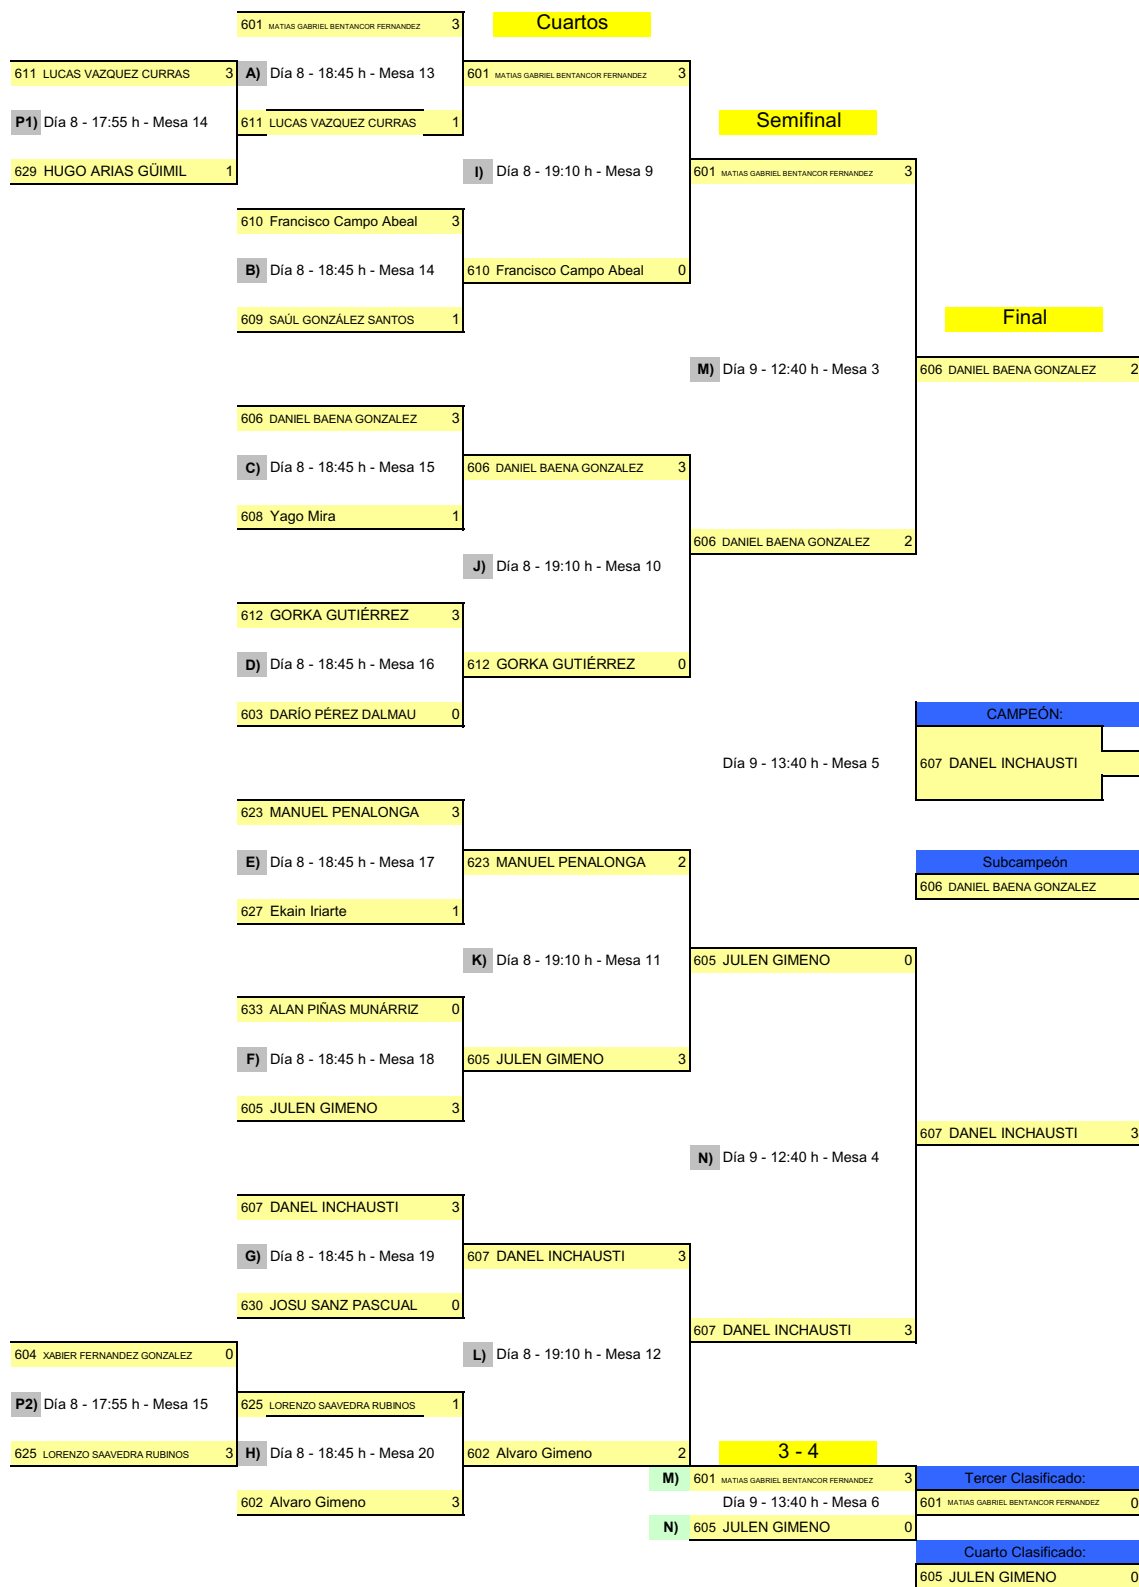 601 MATIAS GABRIEL BENTANCOR FERNANDEZ 3
Cuartos
611 LUCAS VAZQUEZ CURRAS 3
A) Día 8 - 18:45 h - Mesa 13
601 MATIAS GABRIEL BENTANCOR FERNANDEZ 3
P1) Día 8 - 17:55 h - Mesa 14
611 LUCAS VAZQUEZ CURRAS 1
Semifinal
629 HUGO ARIAS GÜIMIL 1
I) Día 8 - 19:10 h - Mesa 9
601 MATIAS GABRIEL BENTANCOR FERNANDEZ 3
610 Francisco Campo Abeal 3
B) Día 8 - 18:45 h - Mesa 14
610 Francisco Campo Abeal 0
609 SAÚL GONZÁLEZ SANTOS 1
Final
M) Día 9 - 12:40 h - Mesa 3
606 DANIEL BAENA GONZALEZ 2
606 DANIEL BAENA GONZALEZ 3
C) Día 8 - 18:45 h - Mesa 15
606 DANIEL BAENA GONZALEZ 3
608 Yago Mira 1
606 DANIEL BAENA GONZALEZ 2
J) Día 8 - 19:10 h - Mesa 10
612 GORKA GUTIÉRREZ 3
D) Día 8 - 18:45 h - Mesa 16
612 GORKA GUTIÉRREZ 0
603 DARÍO PÉREZ DALMAU 0
CAMPEÓN:
Día 9 - 13:40 h - Mesa 5
607 DANEL INCHAUSTI
623 MANUEL PENALONGA 3
E) Día 8 - 18:45 h - Mesa 17
623 MANUEL PENALONGA 2
Subcampeón
606 DANIEL BAENA GONZALEZ
627 Ekain Iriarte 1
K) Día 8 - 19:10 h - Mesa 11
605 JULEN GIMENO 0
633 ALAN PIÑAS MUNÁRRIZ 0
F) Día 8 - 18:45 h - Mesa 18
605 JULEN GIMENO 3
605 JULEN GIMENO 3
607 DANEL INCHAUSTI 3
N) Día 9 - 12:40 h - Mesa 4
607 DANEL INCHAUSTI 3
G) Día 8 - 18:45 h - Mesa 19
607 DANEL INCHAUSTI 3
630 JOSU SANZ PASCUAL 0
607 DANEL INCHAUSTI 3
604 XABIER FERNANDEZ GONZALEZ 0
L) Día 8 - 19:10 h - Mesa 12
P2) Día 8 - 17:55 h - Mesa 15
625 LORENZO SAAVEDRA RUBINOS 1
625 LORENZO SAAVEDRA RUBINOS 3
H) Día 8 - 18:45 h - Mesa 20
602 Alvaro Gimeno 2
3 - 4
M) 601 MATIAS GABRIEL BENTANCOR FERNANDEZ 3
Tercer Clasificado:
602 Alvaro Gimeno 3
Día 9 - 13:40 h - Mesa 6
601 MATIAS GABRIEL BENTANCOR FERNANDEZ 0
N) 605 JULEN GIMENO 0
Cuarto Clasificado:
605 JULEN GIMENO 0